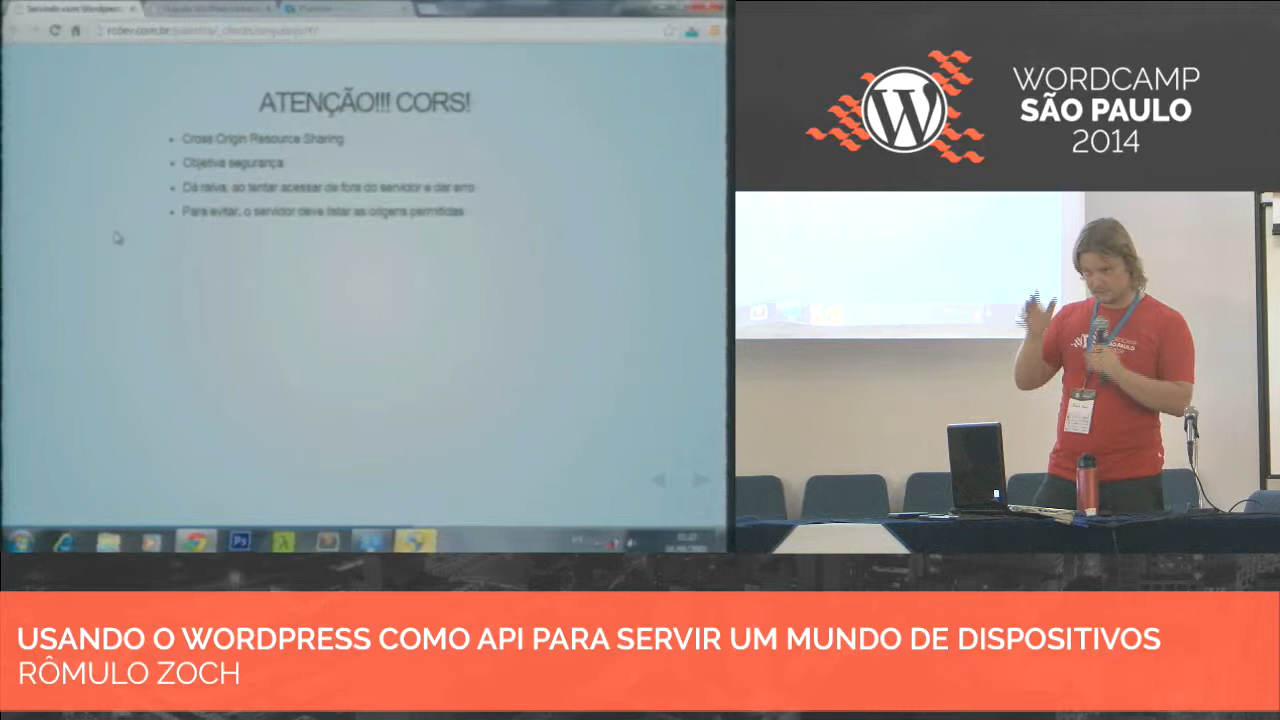 ATENÇÃO!!! CORS!
Cross Origin Resource Sharing
Objetiva segurança
Dá raiva, ao tentar acessar de fora do servidor e dar erro
Para evitar, o servidor deve listar as origens permitidas
WORDCAMP
SÃO PAULO
2014
USANDO O WORDPRESS COMO API PARA SERVIR UM MUNDO DE DISPOSITIVOS
RÔMULO ZOCH